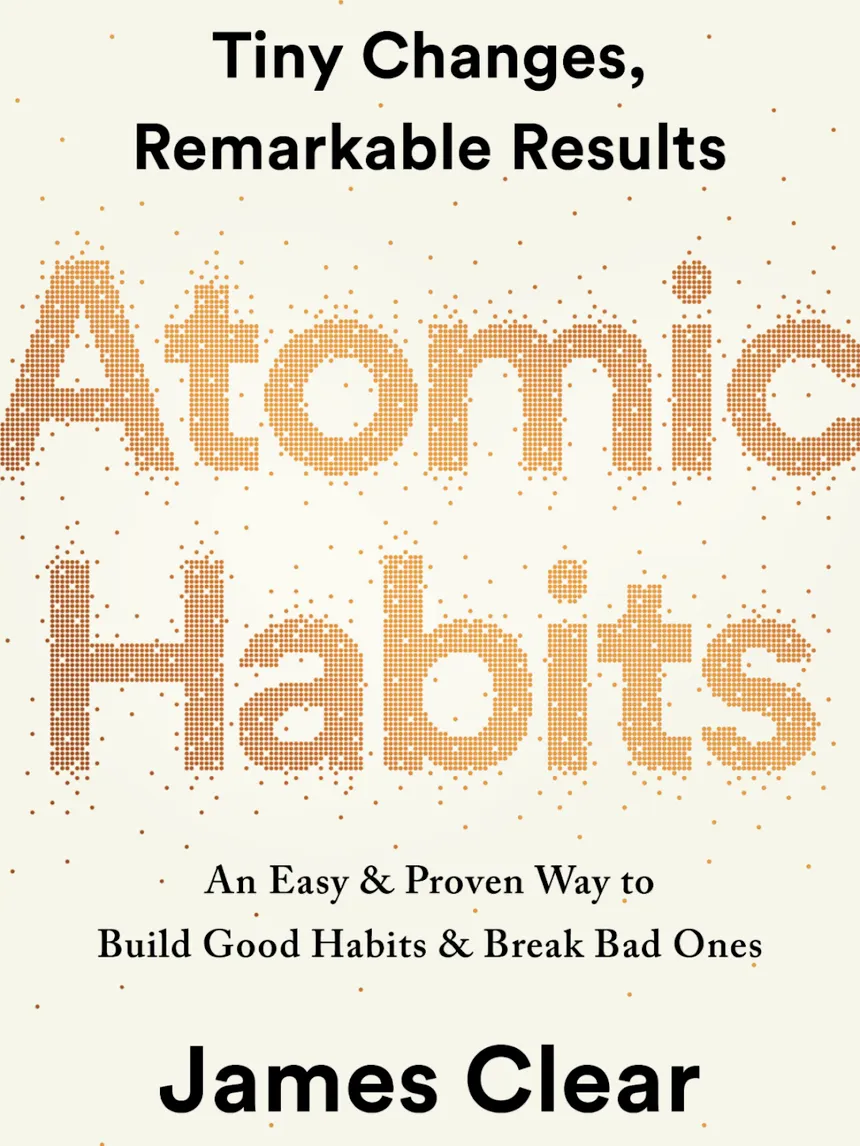 Tiny Changes,
Remarkable Results
Atomic
Habits
An Easy & Proven Way to
Build Good Habits & Break Bad Ones
James Clear